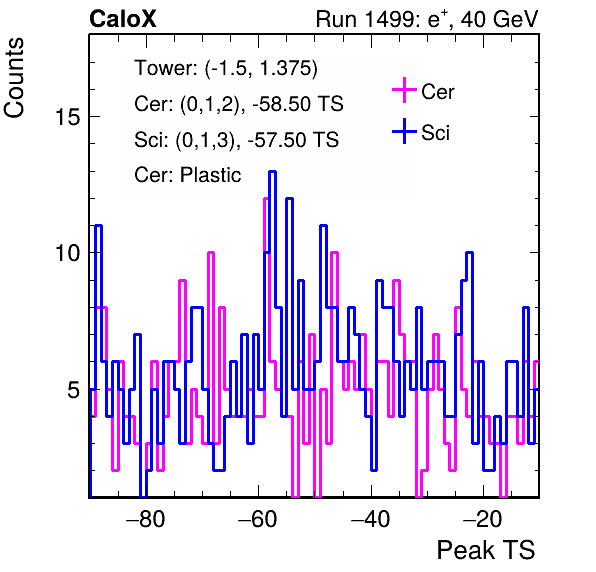 CaloX
Run 1499: e+, 40 GeV
Counts
Tower: (-1.5, 1.375)
Cer: (0,1,2), -58.50 TS
Sci: (0,1,3), -57.50 TS
Cer: Plastic
Cer
Sci
15
10
5
−80 −60 −40 −20
Peak TS